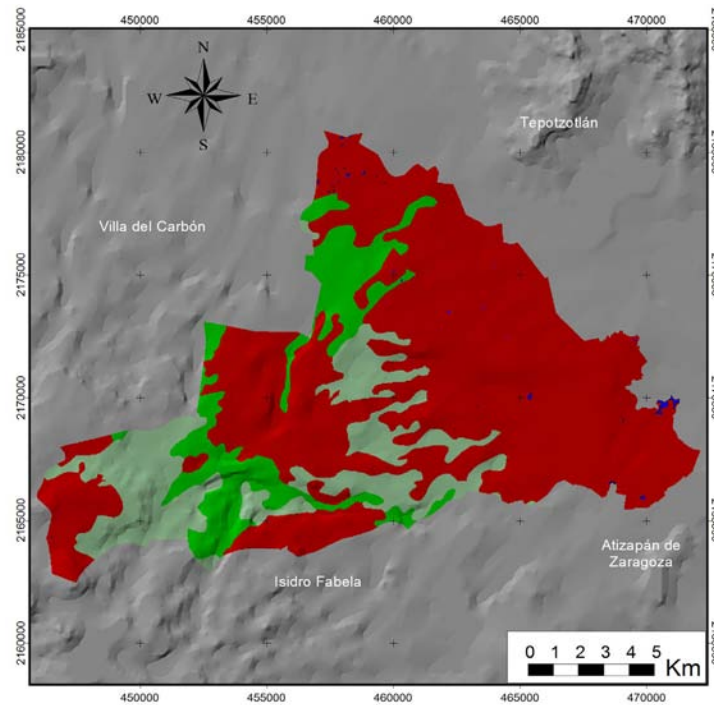 450000 455000 460000 465000 470000
2185000
2180000
2175000
2170000
2165000
2160000
N
W E
S
Tepotzotlán
Villa del Carbón
Atizapán de
Zaragoza
Isidro Fabela
0 1 2 3 4 5
Km
450000 455000 460000 465000 470000